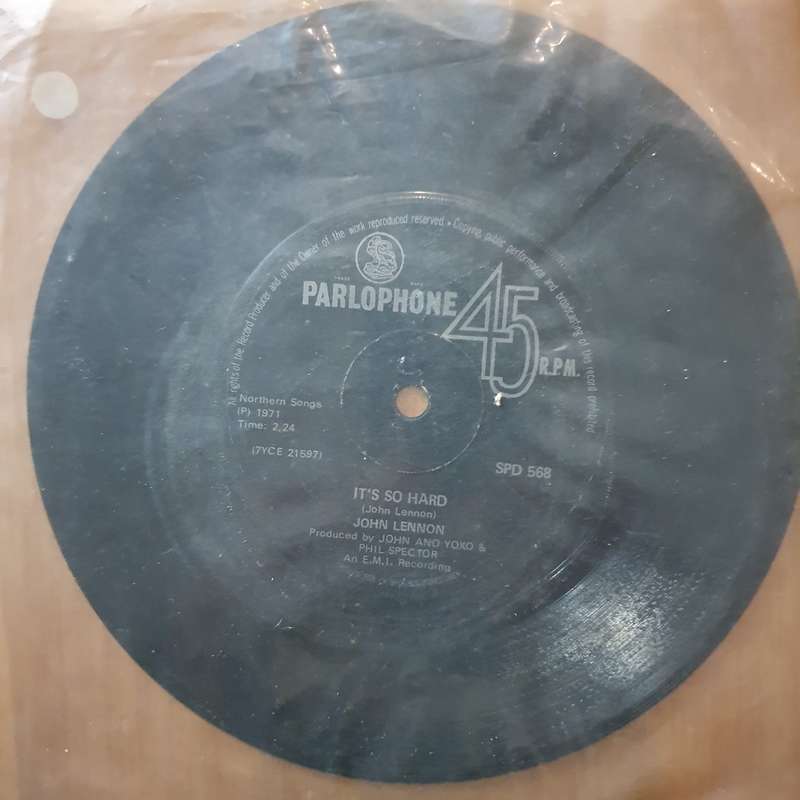 All rights of the Record Producer and of the Owner of the work reproduced reserved • Copying, public performance and broadcasting of this record prohibited
TRADE MARK
PARLOPHONE
45
R.P.M.
Northern Songs
(P) 1971
Time: 2,24
(7YCE 21597)
SPD 568
IT'S SO HARD
(John Lennon)
JOHN LENNON
Produced by JOHN AND YOKO &
PHIL SPECTOR
An E.M.I. Recording